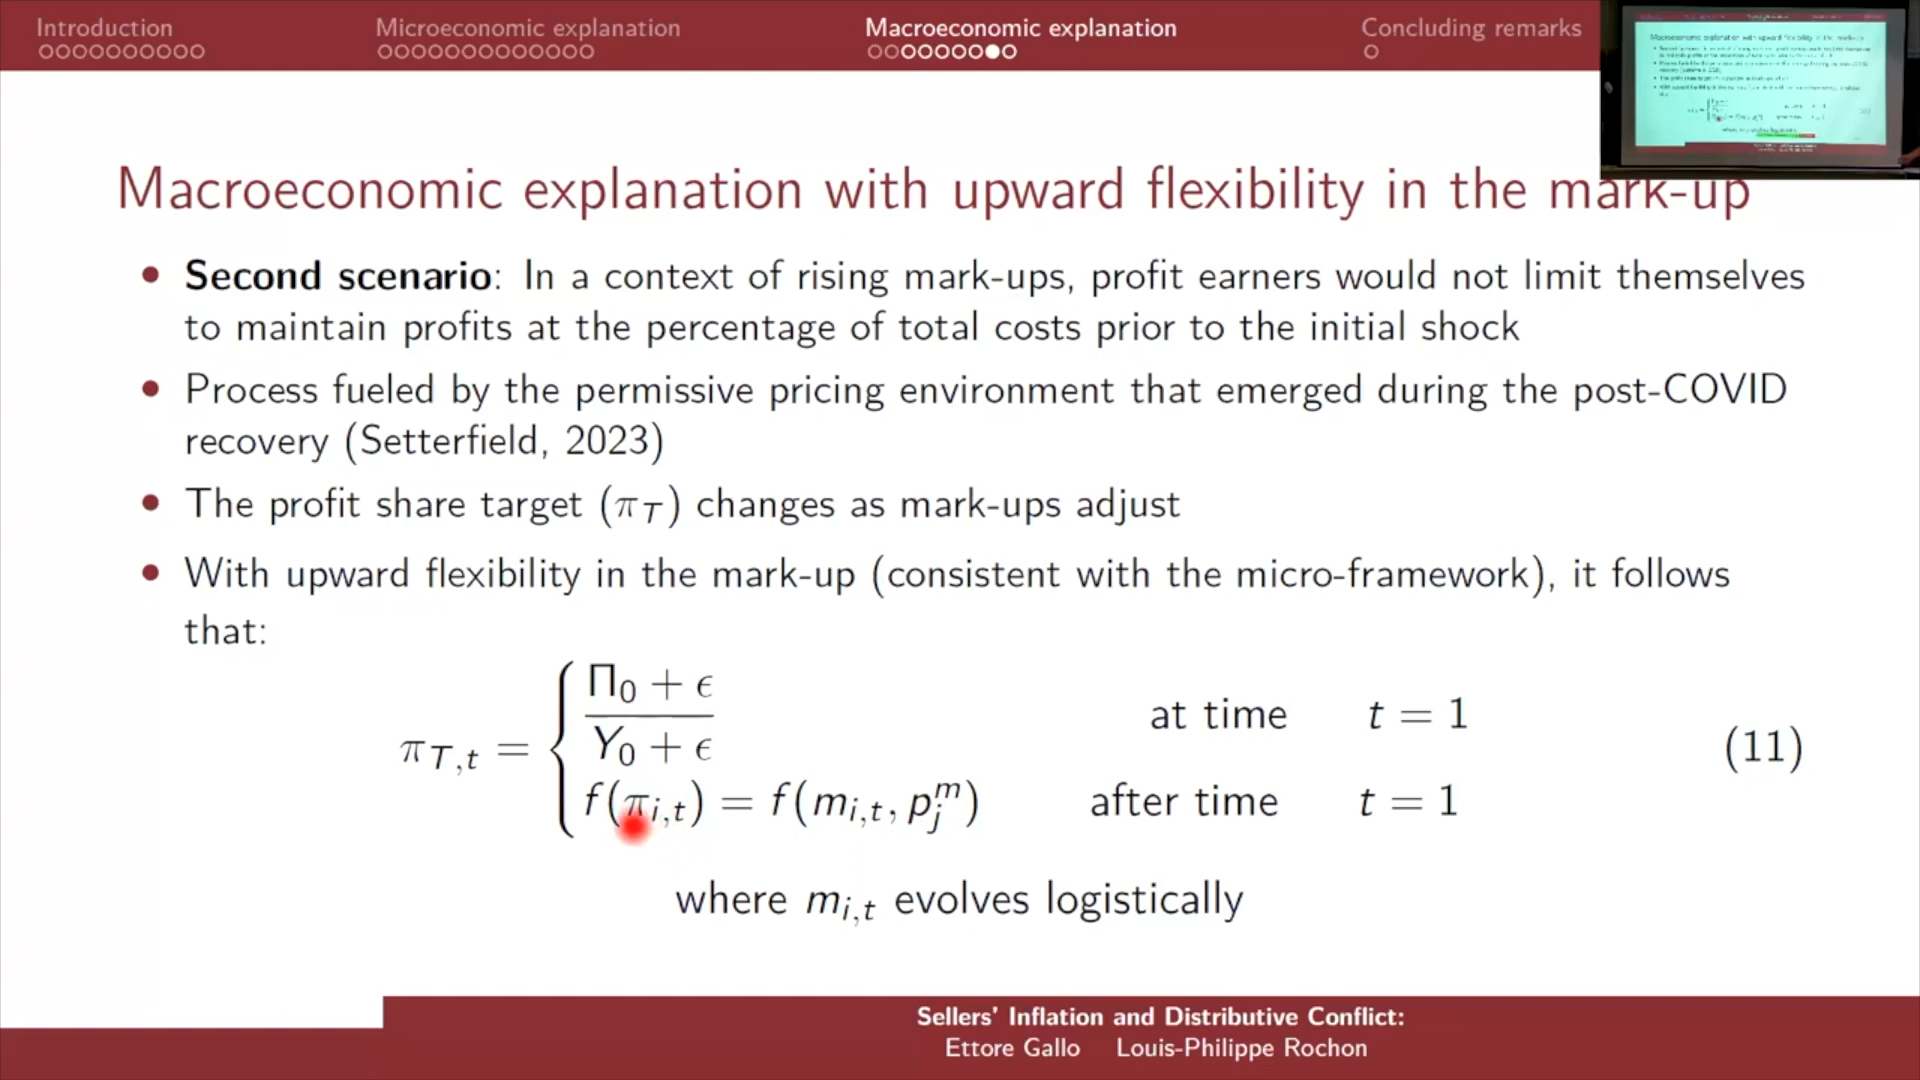 Introduction
Microeconomic explanation
Macroeconomic explanation
Concluding remarks
Macroeconomic explanation with upward flexibility in the mark-up
• Second scenario: In a context of rising mark-ups, profit earners would not limit themselves
to maintain profits at the percentage of total costs prior to the initial shock
• Process fueled by the permissive pricing environment that emerged during the post-COVID
recovery (Setterfield, 2023)
• The profit share target (π_T) changes as mark-ups adjust
• With upward flexibility in the mark-up (consistent with the micro-framework), it follows
that:
Π₀ + ϵ
at time t = 1
π_{T,t} = {
(11)
Y₀ + ϵ
f(π_{i,t}) = f(m_{i,t}, p_j^m) after time t = 1
where m_{i,t} evolves logistically
Sellers' Inflation and Distributive Conflict:
Ettore Gallo Louis-Philippe Rochon